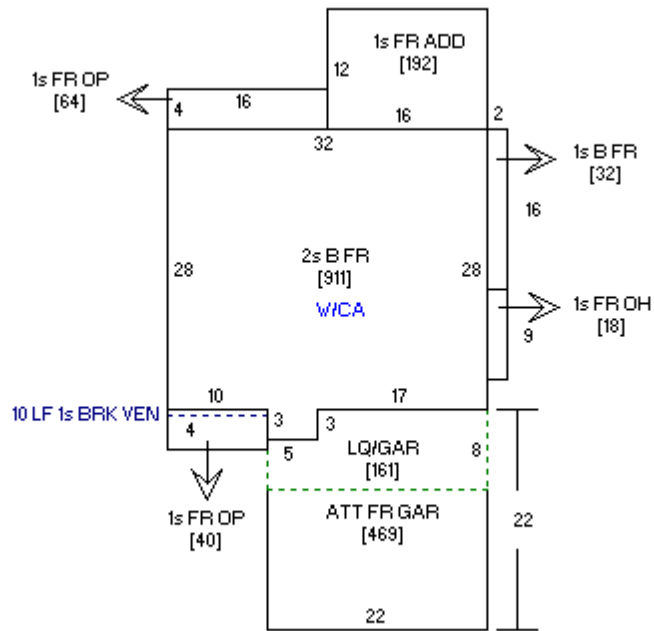 1s FR ADD
[192]
12
1s FR OP
[64]
16
4
16
2
32
1s B FR
[32]
16
2s B FR
[911]
28
28
W/CA
1s FR OH
[18]
9
10
17
10 LF 1s BRK VEN
3
3
4
5
LQ/GAR
[161]
8
1s FR OP
[40]
ATT FR GAR
[469]
22
22